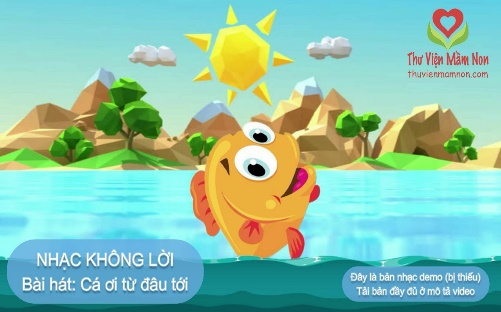 Thư Viện Mầm Non
thuvienmamnon.com
NHẠC KHÔNG LỜI
Bài hát: Cá ơi từ đâu tới
Đây là bản nhạc demo (bị thiếu)
Tải bản đầy đủ ở mô tả video